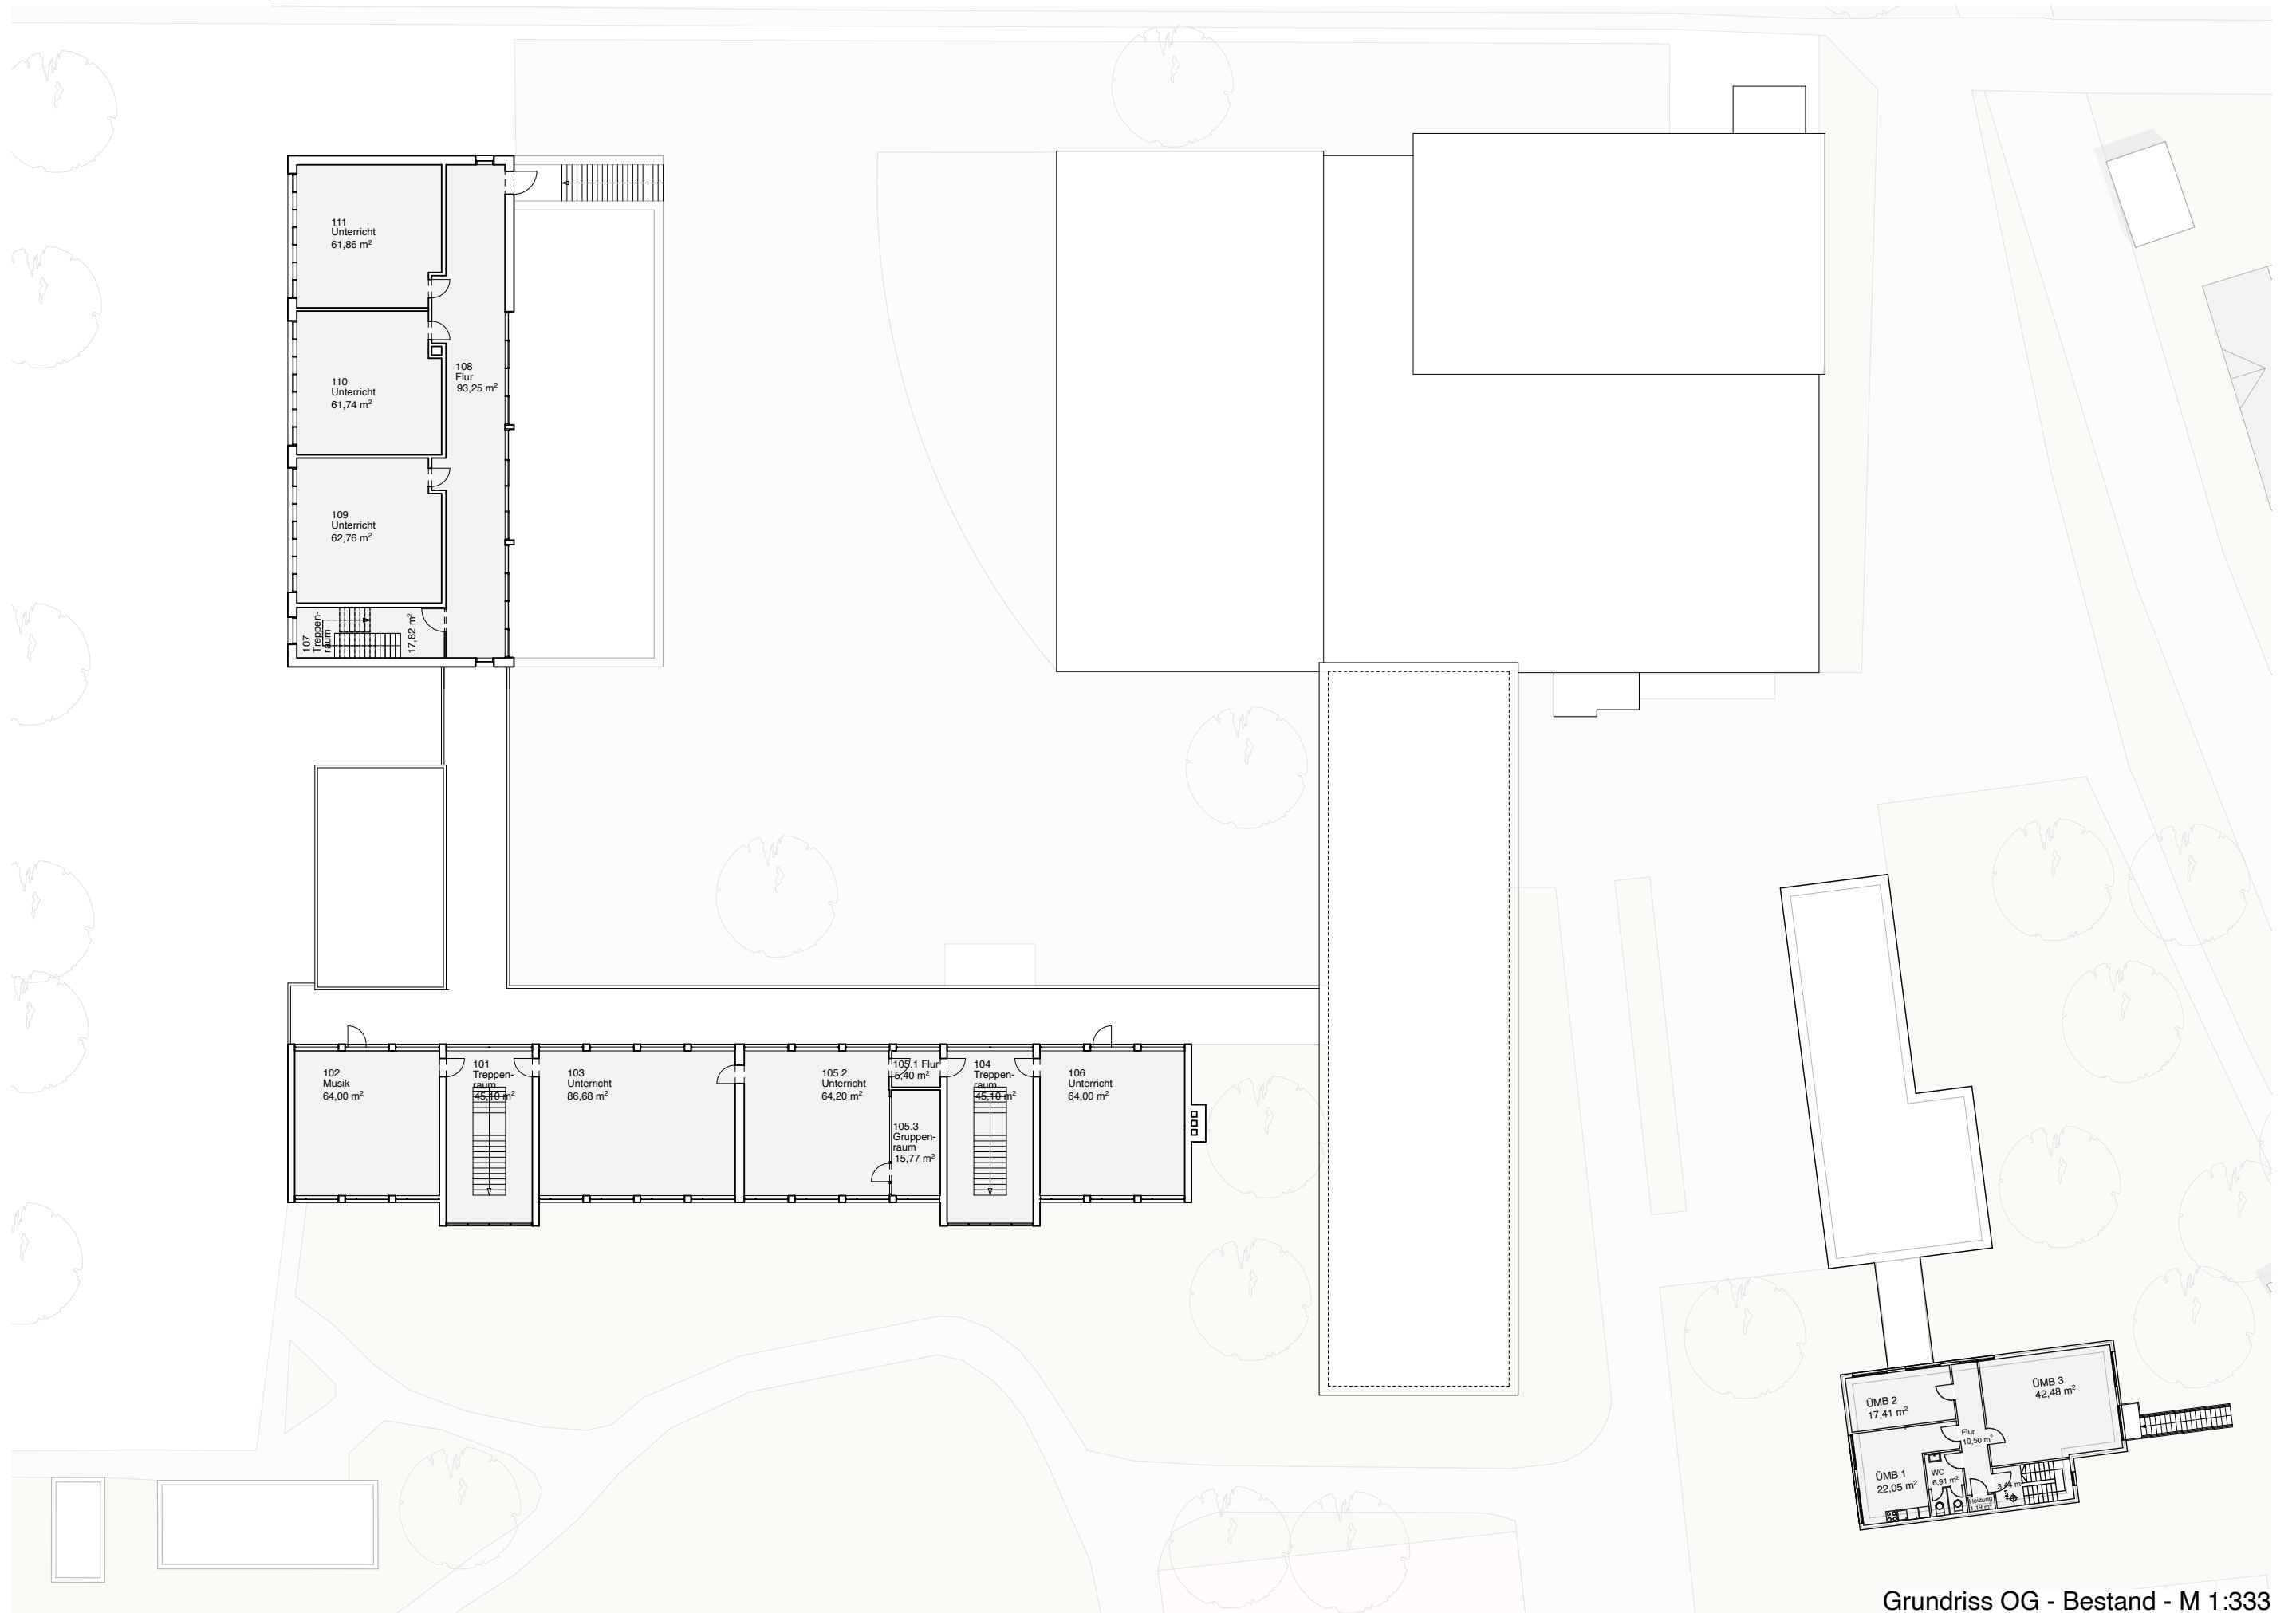 111
Unterricht
61,86 m²
110
Unterricht
61,74 m²
108
Flur
93,25 m²
109
Unterricht
62,76 m²
107
Treppen-
raum
17,82 m²
102
Musik
64,00 m²
101
Treppen-
raum
45,10 m²
103
Unterricht
86,68 m²
105.2
Unterricht
64,20 m²
105.1 Flur
5,40 m²
105.3
Gruppen-
raum
15,77 m²
104
Treppen-
raum
45,10 m²
106
Unterricht
64,00 m²
ÜMB 2
17,41 m²
ÜMB 3
42,48 m²
Flur
10,50 m²
ÜMB 1
22,05 m²
WC
6,91 m²
Heizung
1,19 m²
Grundriss OG - Bestand - M 1:333